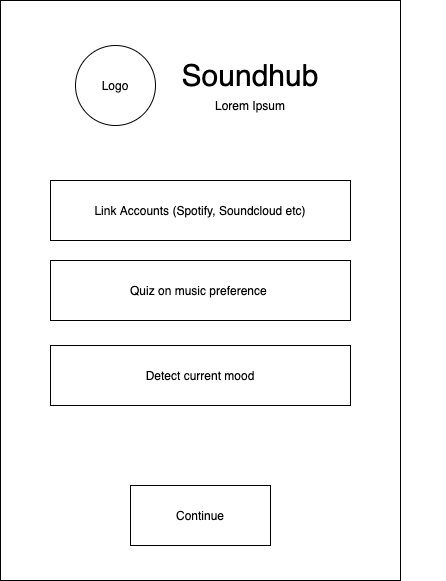 Logo
Soundhub
Lorem Ipsum
Link Accounts (Spotify, Soundcloud etc)
Quiz on music preference
Detect current mood
Continue